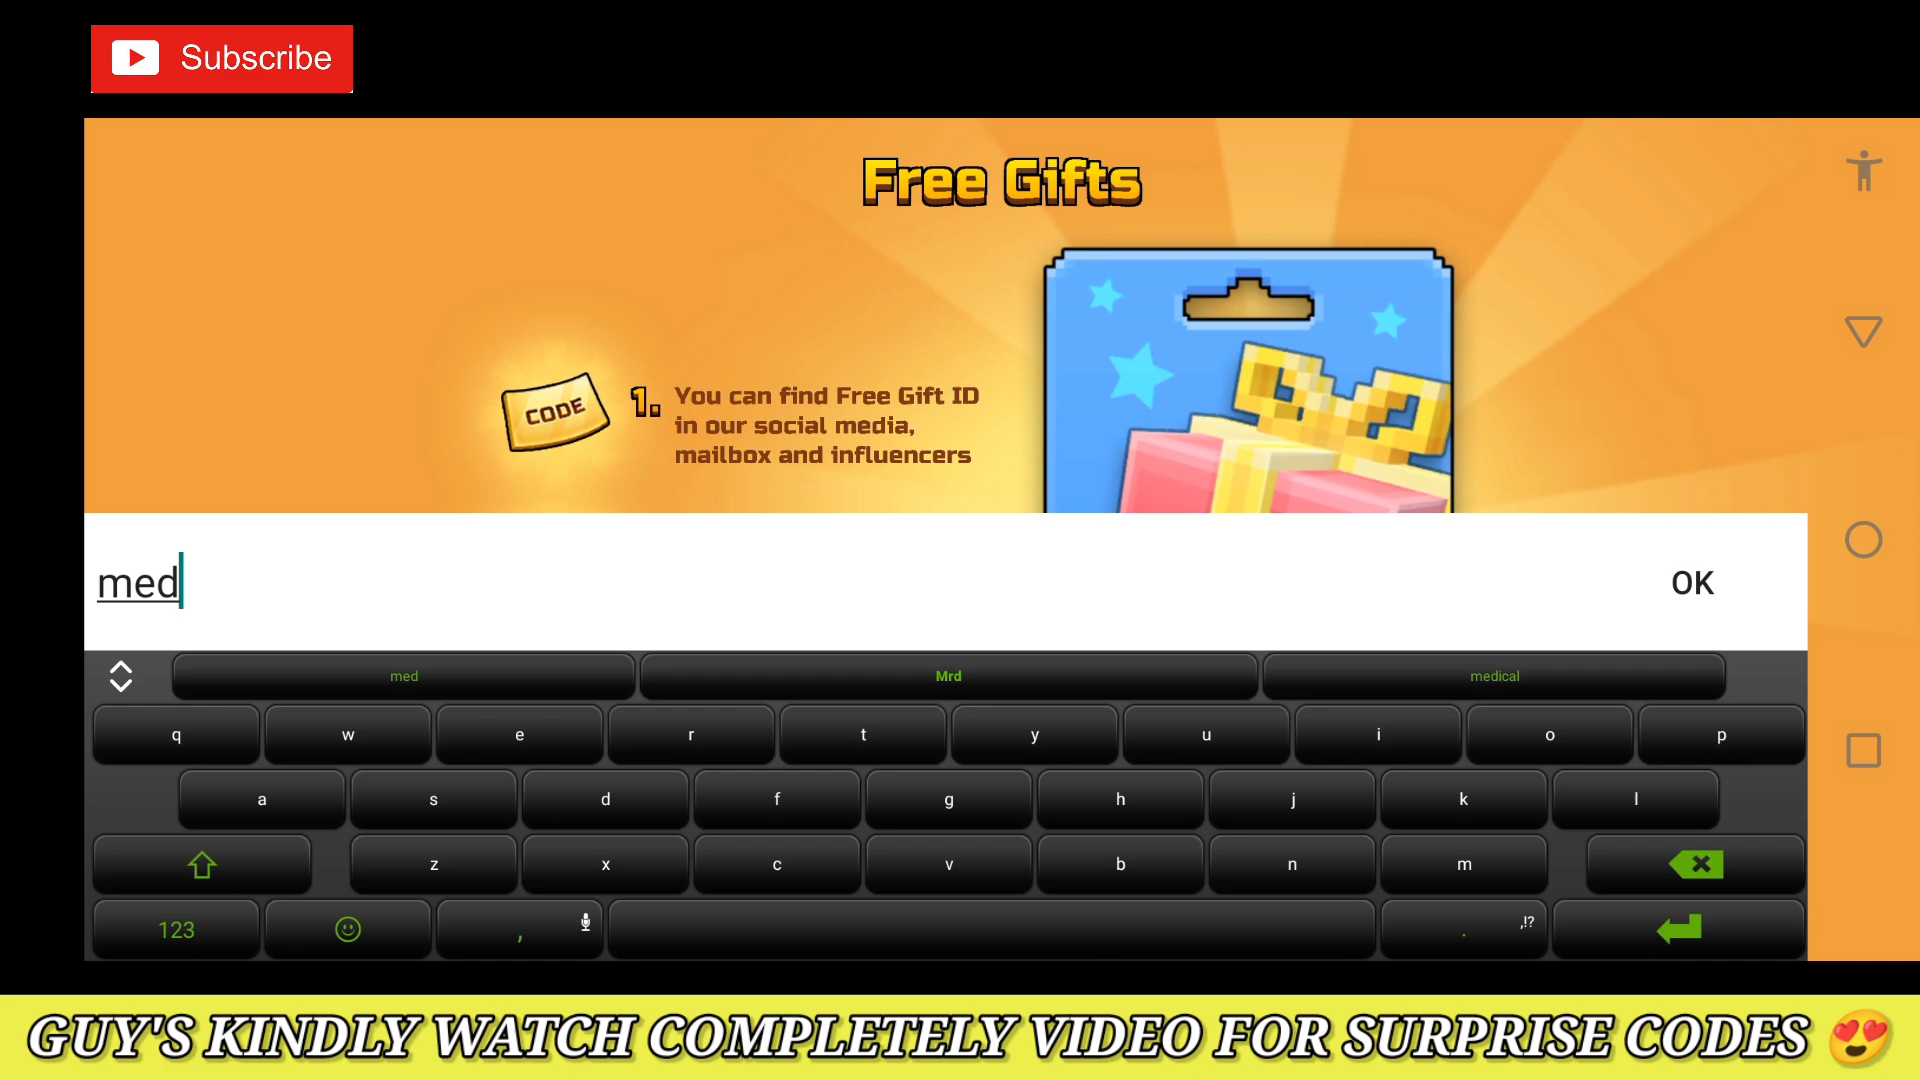 Subscribe
Free Gifts
CODE
1. You can find Free Gift ID
in our social media,
mailbox and influencers
med
OK
med Mrd medical
q w e r t y u i o p
a s d f g h j k l
z x c v b n m
123 , . ,!?
GUY'S KINDLY WATCH COMPLETELY VIDEO FOR SURPRISE CODES 😍